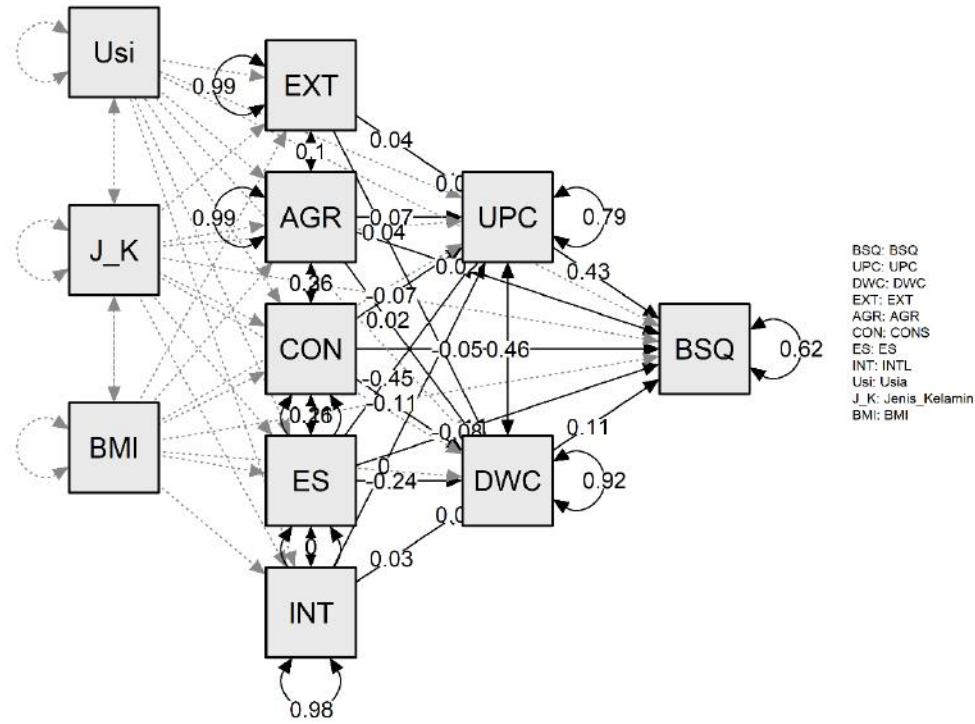 Usi
EXT
0.99
0.04
0.1
J_K
AGR
UPC
0.99
0.07
0.04
0.79
0.43
-0.07
0.02
CON
-0.05
0.46
BSQ
0.62
-0.45
-0.11
BMI
-0.08
0.11
ES
0
-0.24
DWC
0.92
0
0.03
INT
0.98
BSQ: BSQ
UPC: UPC
DWC: DWC
EXT: EXT
AGR: AGR
CON: CONS
ES: ES
INT: INTL
Usi: Usia
J_K: Jenis_Kelamin
BMI: BMI